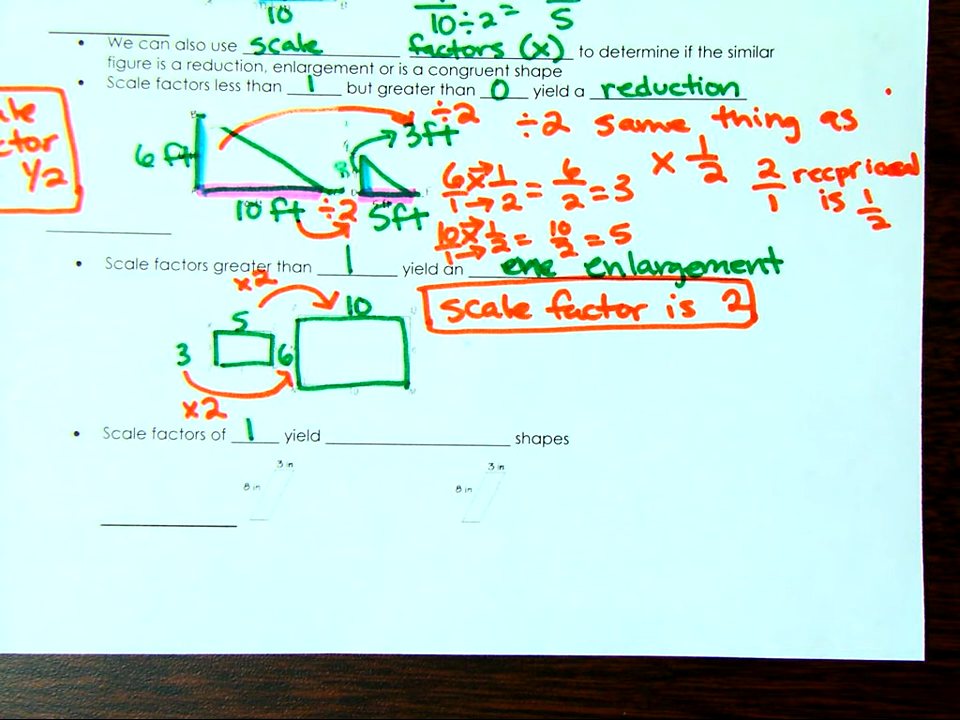 10
10÷2 = 5
We can also use scale factors (x) to determine if the similar
figure is a reduction, enlargement or is a congruent shape
Scale factors less than 1 but greater than 0 yield a reduction
ctor
1/2
6 ft
10 ft
÷2
5ft
3ft
÷2
÷2 same thing as
x 1/2
2/1 recprical
is 1/2
6/1 x 1/2 = 6/2 = 3
10/1 x 1/2 = 10/2 = 5
Scale factors greater than 1 yield an enlargement
x2
5
10
3
6
x2
scale factor is 2
Scale factors of 1 yield ____ shapes
3 in
3 in
8 in
8 in